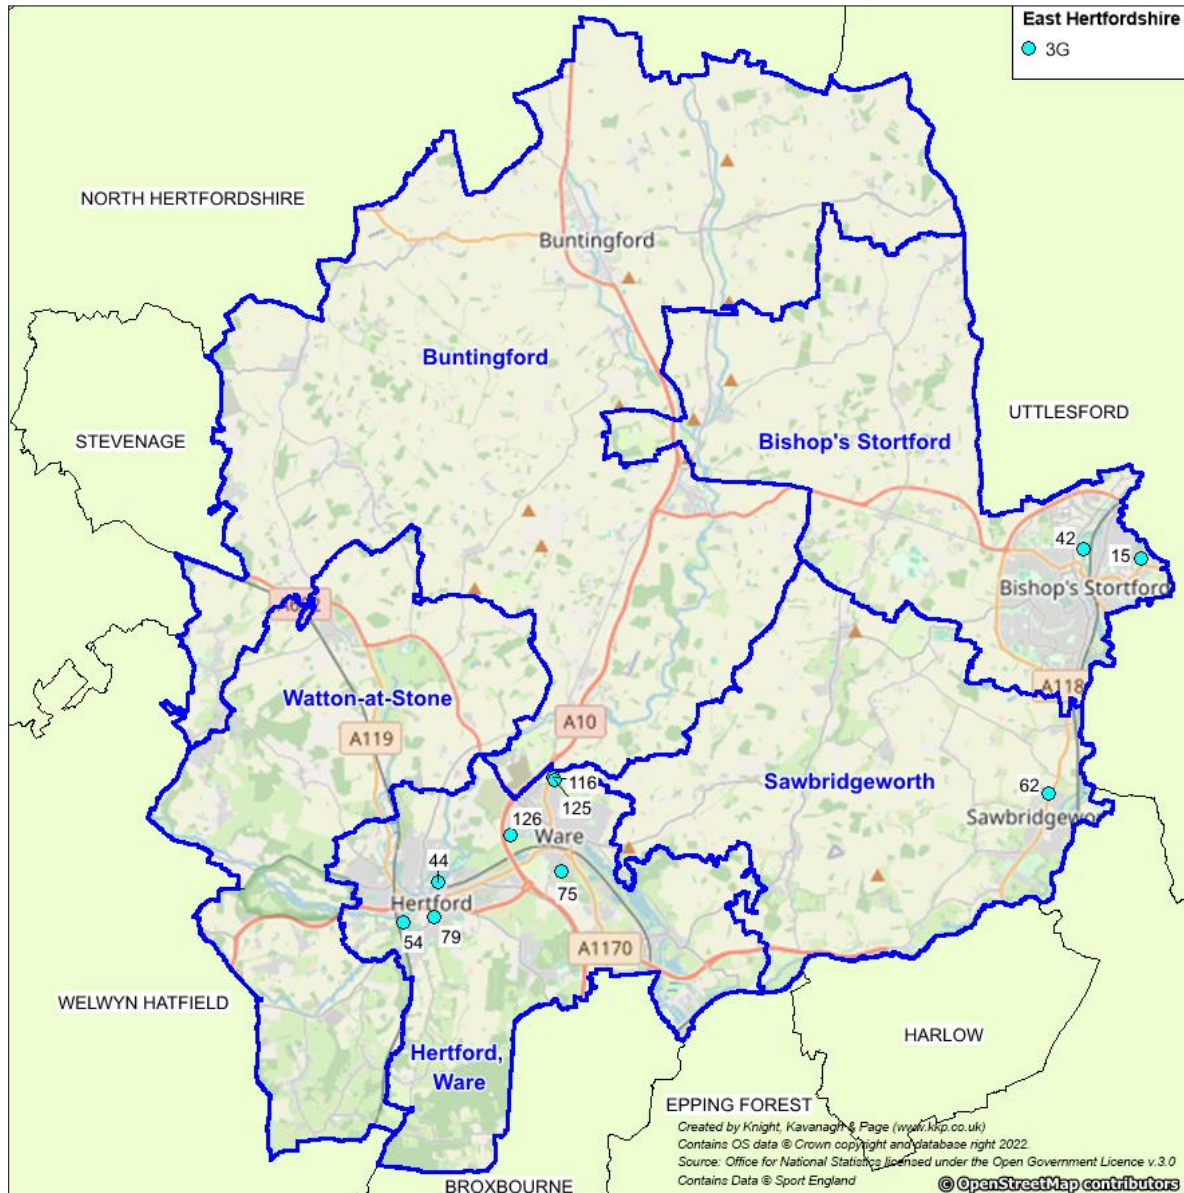 East Hertfordshire
3G
NORTH HERTFORDSHIRE
Buntingford
Buntingford
UTTLESFORD
STEVENAGE
Bishop's Stortford
42
15
Bishop's Stortford
A118
Watton-at-Stone
A10
A119
Sawbridgeworth
116
125
62
126
Ware
44
75
Hertford
54
79
A1170
WELWYN HATFIELD
HARLOW
Hertford,
Ware
EPPING FOREST
Created by Knight, Kavanagh & Page (www.kkp.co.uk)
Contains OS data © Crown copyright and database right 2022.
Source: Office for National Statistics licensed under the Open Government Licence v.3.0
Contains Data © Sport England
BROXBOURNE
© OpenStreetMap contributors